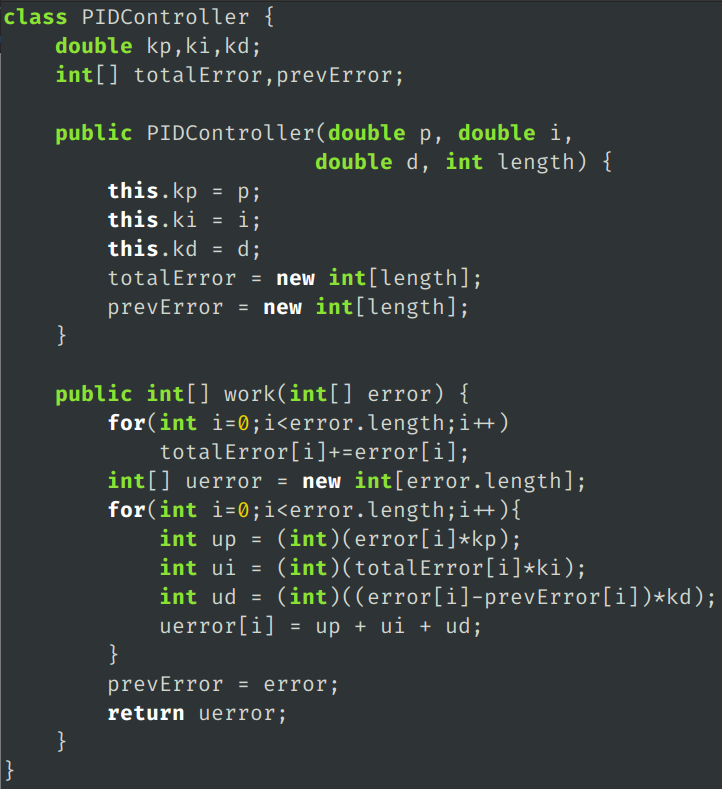 class PIDController {
    double kp,ki,kd;
    int[] totalError,prevError;

    public PIDController(double p, double i,
                        double d, int length) {
        this.kp = p;
        this.ki = i;
        this.kd = d;
        totalError = new int[length];
        prevError = new int[length];
    }

    public int[] work(int[] error) {
        for(int i=0;i<error.length;i++)
            totalError[i]+=error[i];
        int[] uerror = new int[error.length];
        for(int i=0;i<error.length;i++){
            int up = (int)(error[i]*kp);
            int ui = (int)(totalError[i]*ki);
            int ud = (int)((error[i]-prevError[i])*kd);
            uerror[i] = up + ui + ud;
        }
        prevError = error;
        return uerror;
    }
}